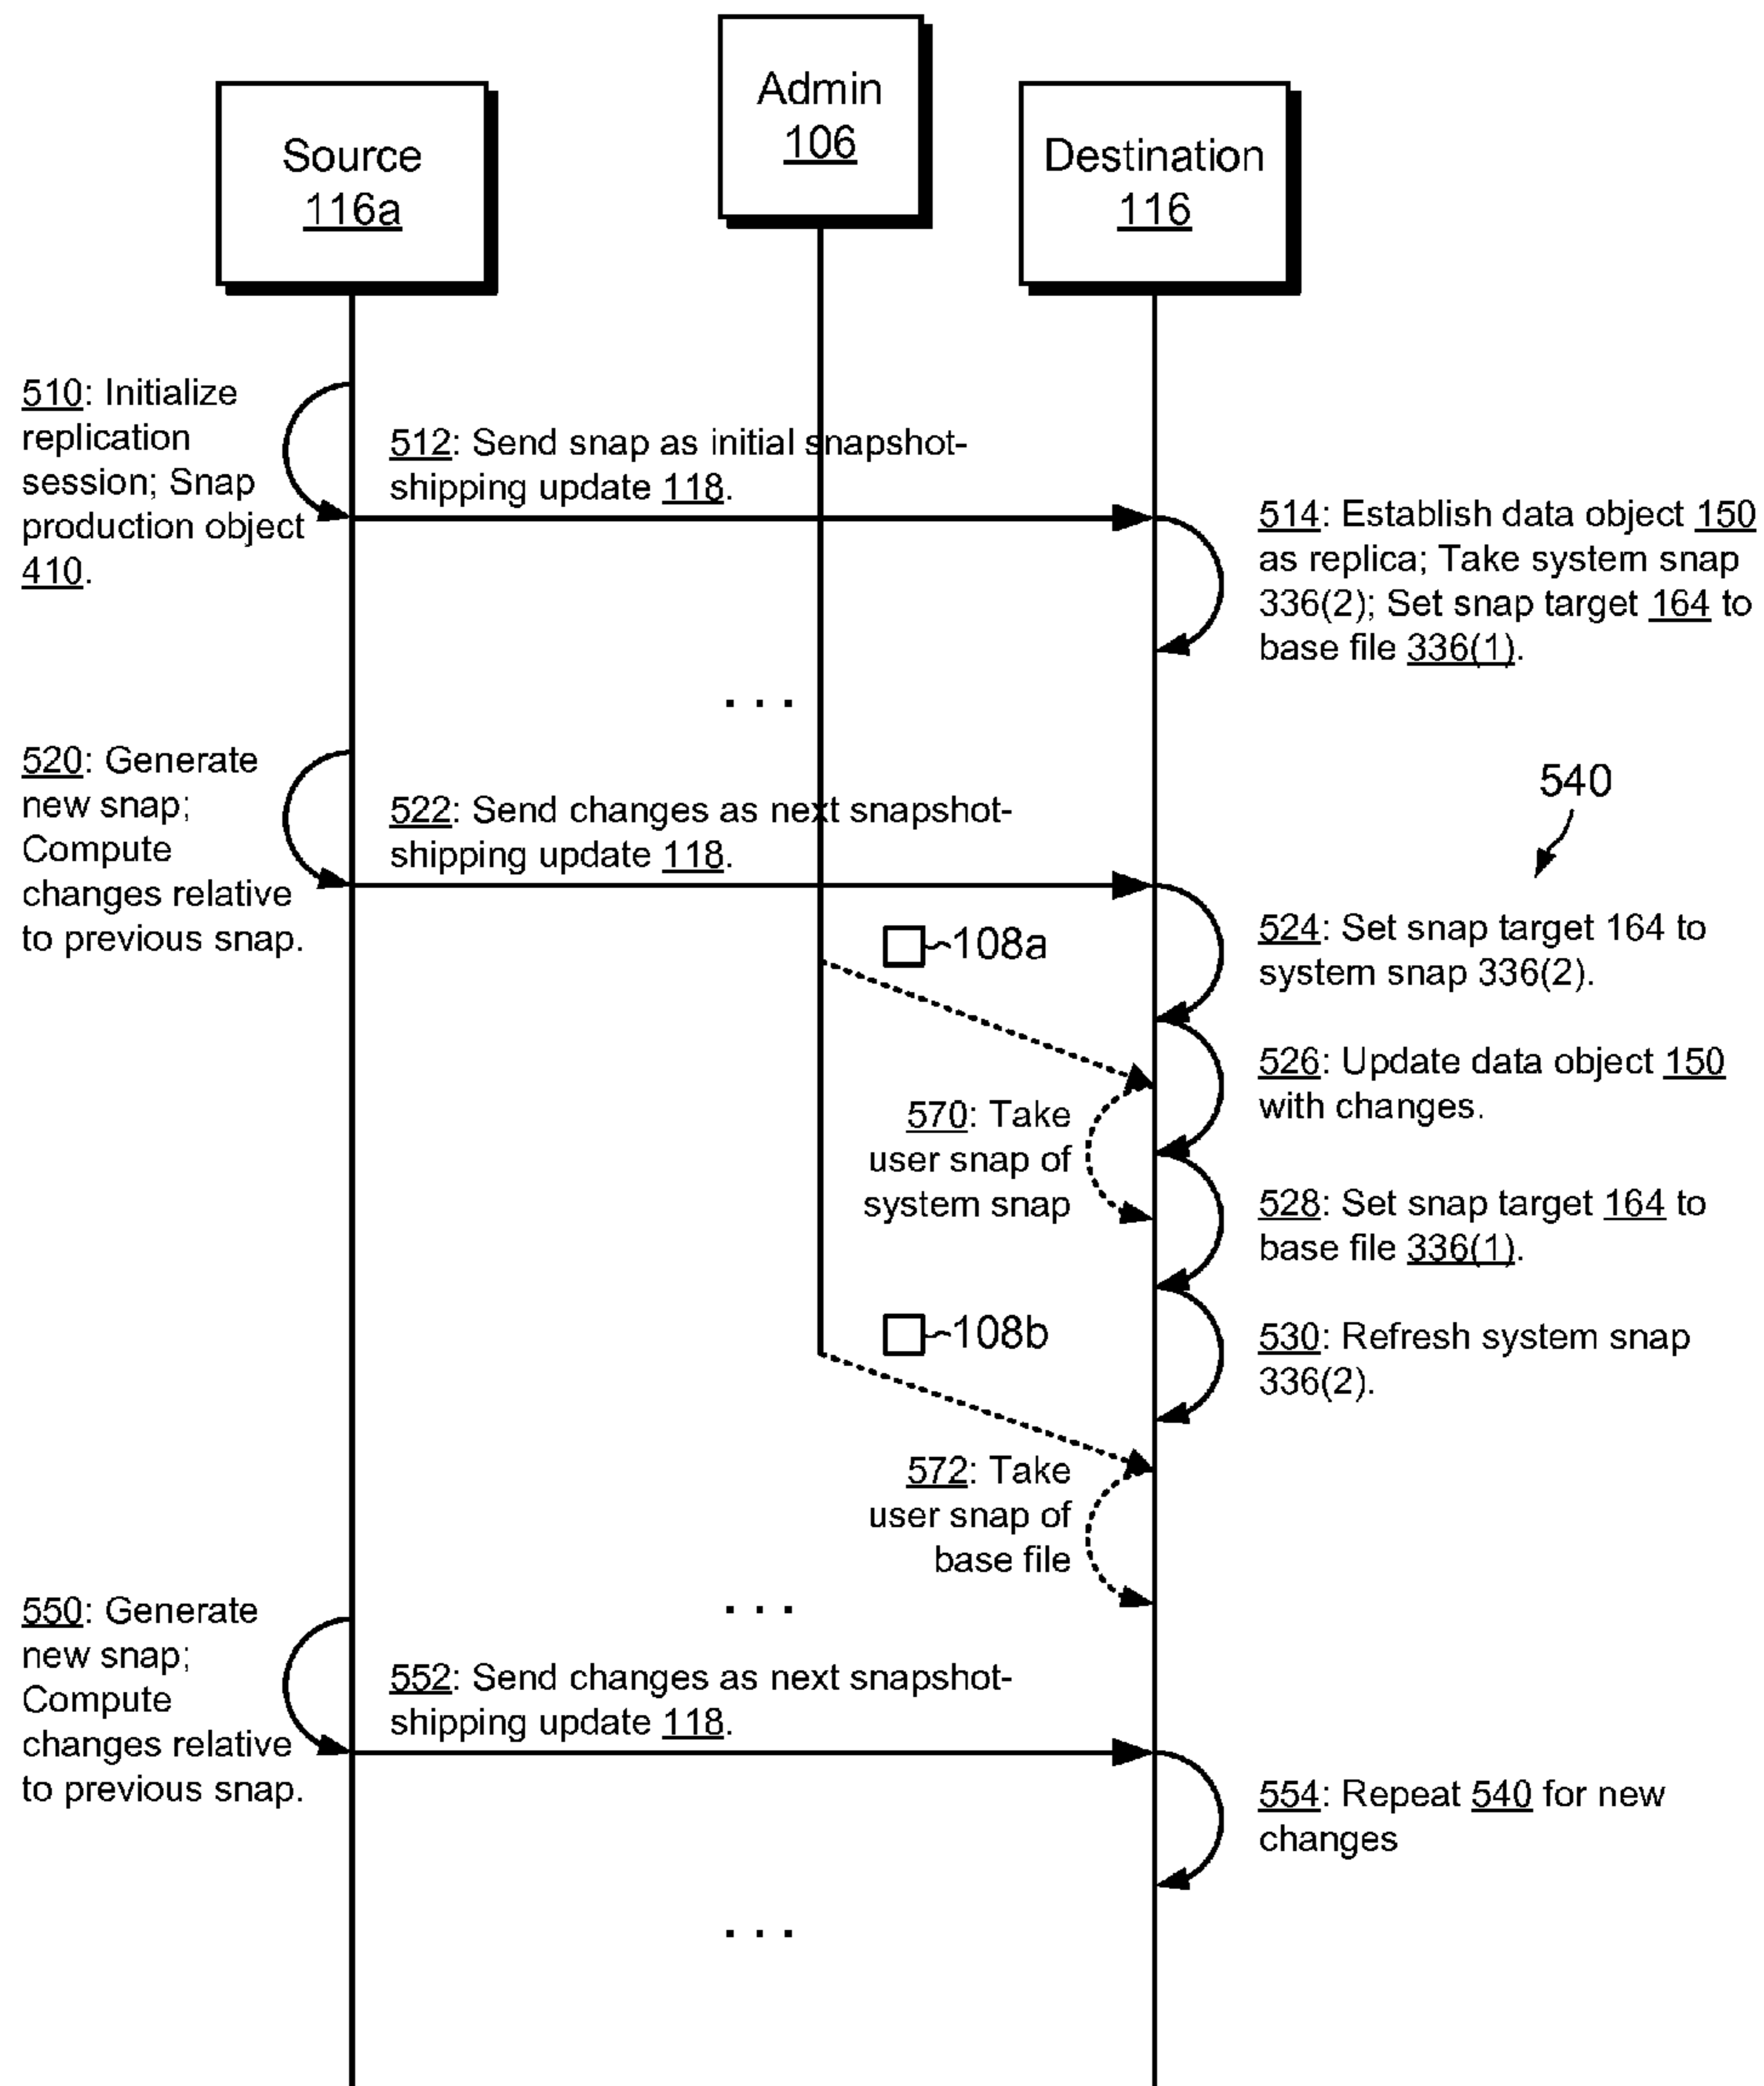 Admin
106
Source
116a
Destination
116
510: Initialize
replication
session; Snap
production object
410.
512: Send snap as initial snapshot-
shipping update 118.
514: Establish data object 150
as replica; Take system snap
336(2); Set snap target 164 to
base file 336(1).
. . .
520: Generate
new snap;
Compute
changes relative
to previous snap.
522: Send changes as next snapshot-
shipping update 118.
540
108a
524: Set snap target 164 to
system snap 336(2).
526: Update data object 150
with changes.
570: Take
user snap of
system snap
528: Set snap target 164 to
base file 336(1).
108b
530: Refresh system snap
336(2).
572: Take
user snap of
base file
. . .
550: Generate
new snap;
Compute
changes relative
to previous snap.
552: Send changes as next snapshot-
shipping update 118.
554: Repeat 540 for new
changes
. . .